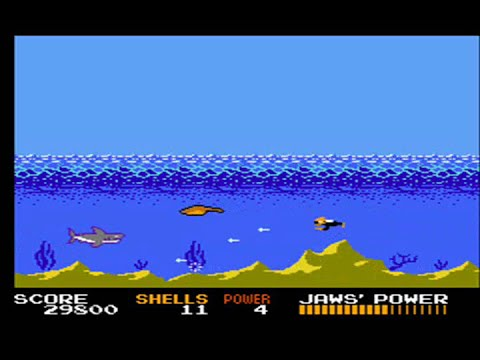 SCORE SHELLS POWER JAWS' POWER
29800 11 4